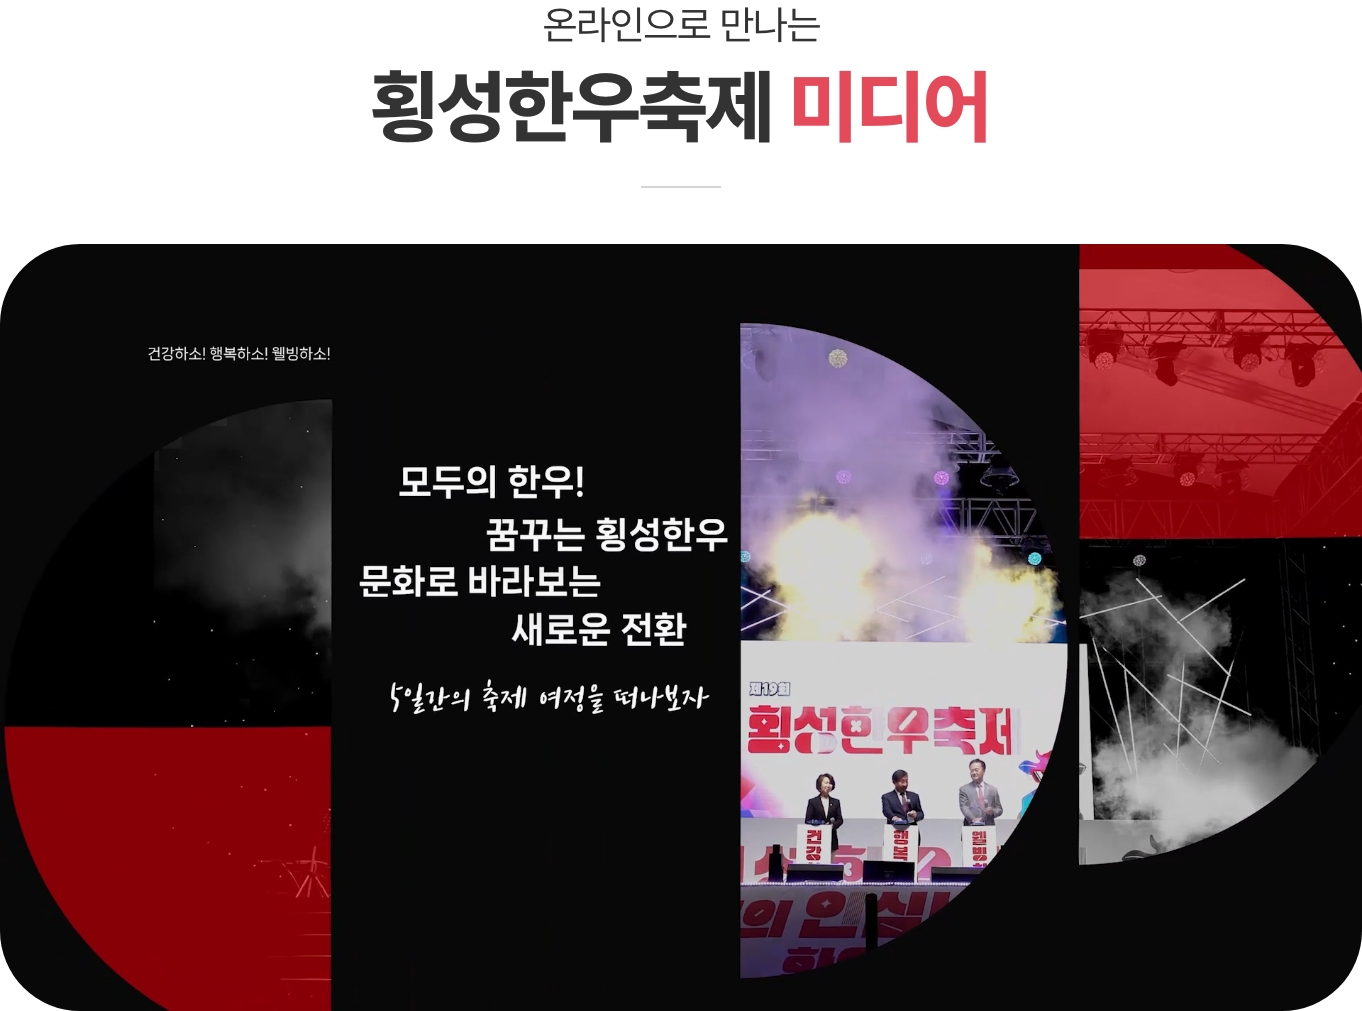 온라인으로 만나는
횡성한우축제 미디어
건강하소! 행복하소! 웰빙하소!
모두의 한우!
꿈꾸는 횡성한우
문화로 바라보는
새로운 전환
5일간의 축제 여정을 떠나보자
제19회
횡성한우축제
건강
행복
웰빙